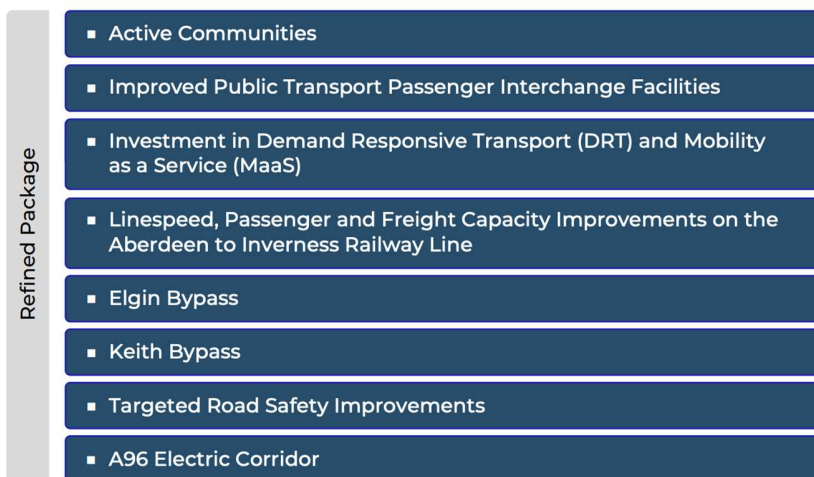 Refined Package
▪ Active Communities
▪ Improved Public Transport Passenger Interchange Facilities
▪ Investment in Demand Responsive Transport (DRT) and Mobility
as a Service (MaaS)
▪ Linespeed, Passenger and Freight Capacity Improvements on the
Aberdeen to Inverness Railway Line
▪ Elgin Bypass
▪ Keith Bypass
▪ Targeted Road Safety Improvements
▪ A96 Electric Corridor